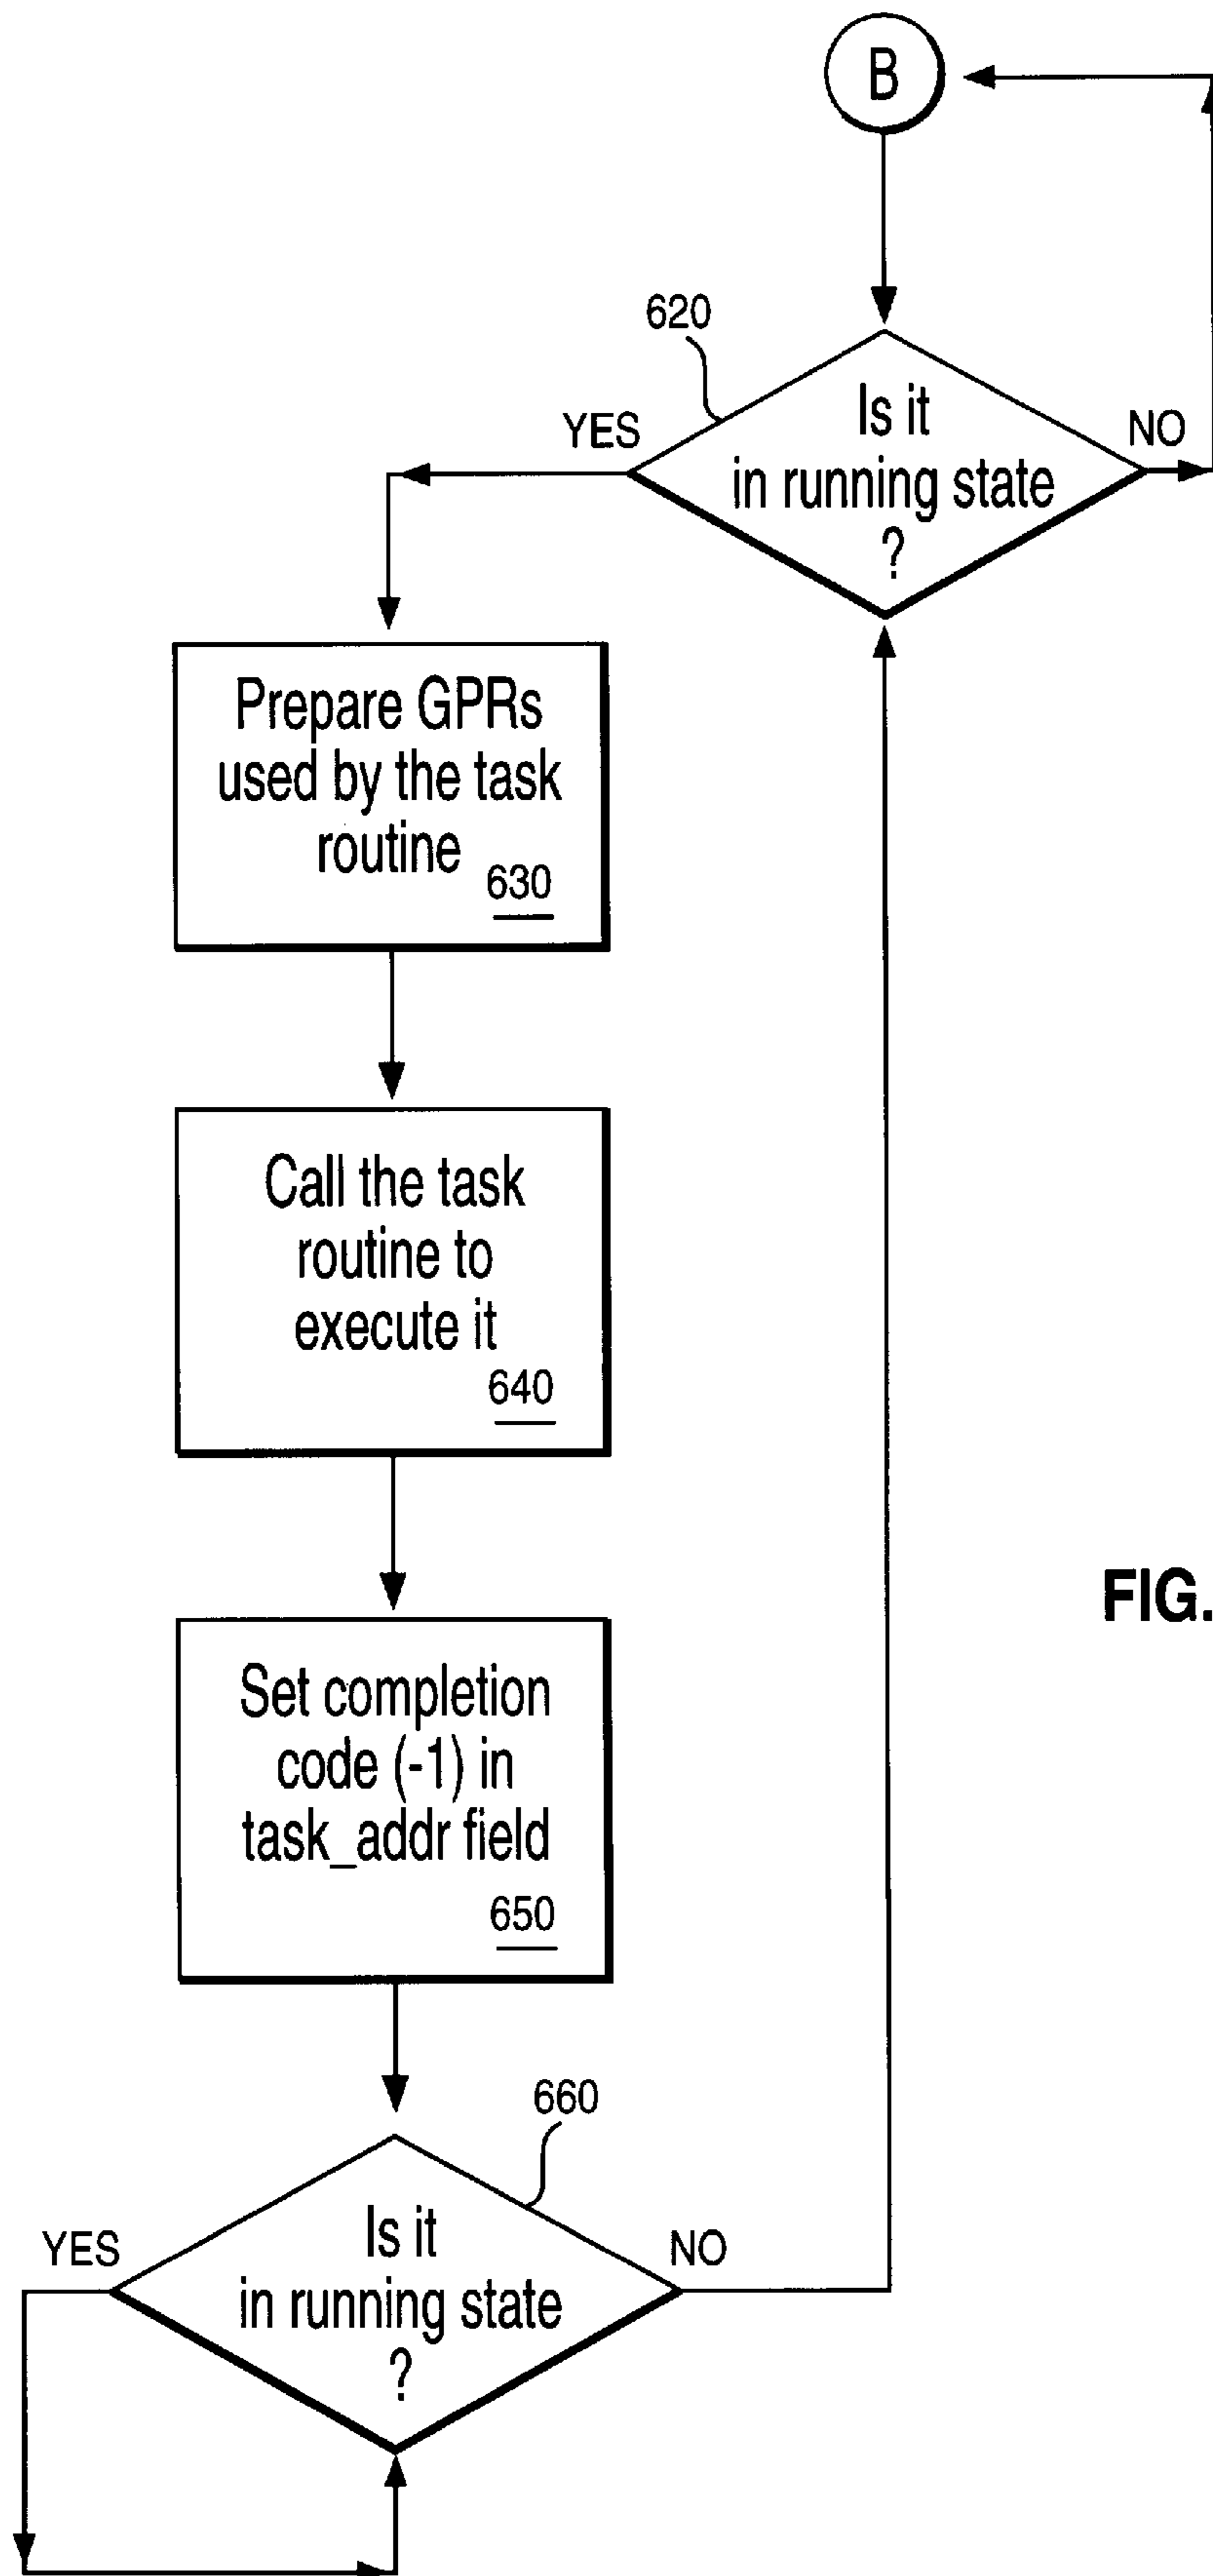 B
620
YES
Is it
in running state
?
NO
Prepare GPRs
used by the task
routine
630
Call the task
routine to
execute it
640
FIG.
Set completion
code (-1) in
task_addr field
650
660
YES
Is it
in running state
?
NO